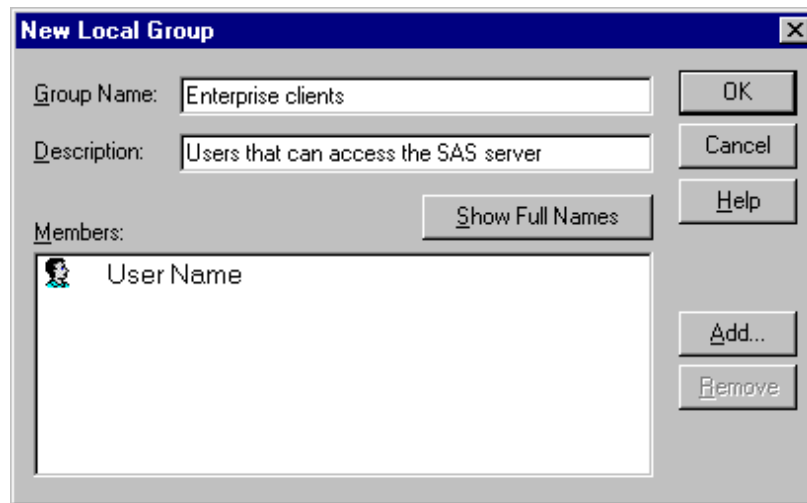 New Local Group
Group Name: Enterprise clients
OK
Description: Users that can access the SAS server
Cancel
Show Full Names
Help
Members:
User Name
Add...
Remove